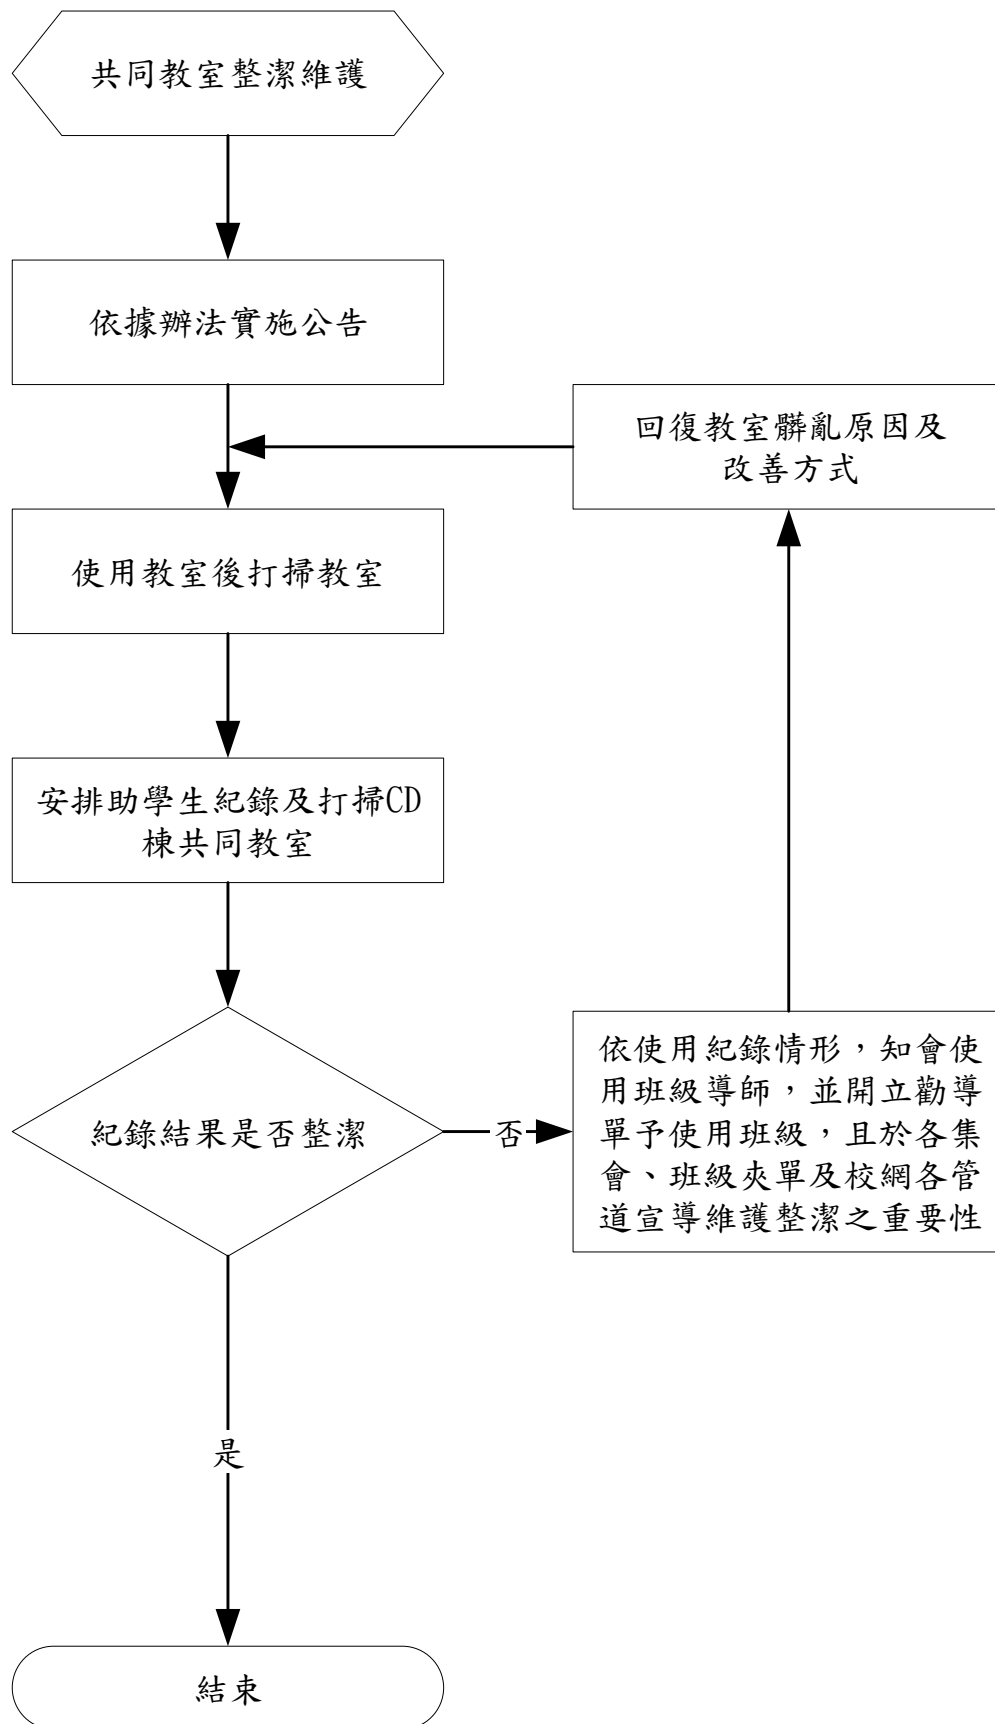 共同教室整潔維護
依據辦法實施公告
回復教室髒亂原因及
改善方式
使用教室後打掃教室
安排助學生紀錄及打掃CD
棟共同教室
紀錄結果是否整潔
否
依使用紀錄情形，知會使
用班級導師，並開立勸導
單予使用班級，且於各集
會、班級夾單及校網各管
道宣導維護整潔之重要性
是
結束